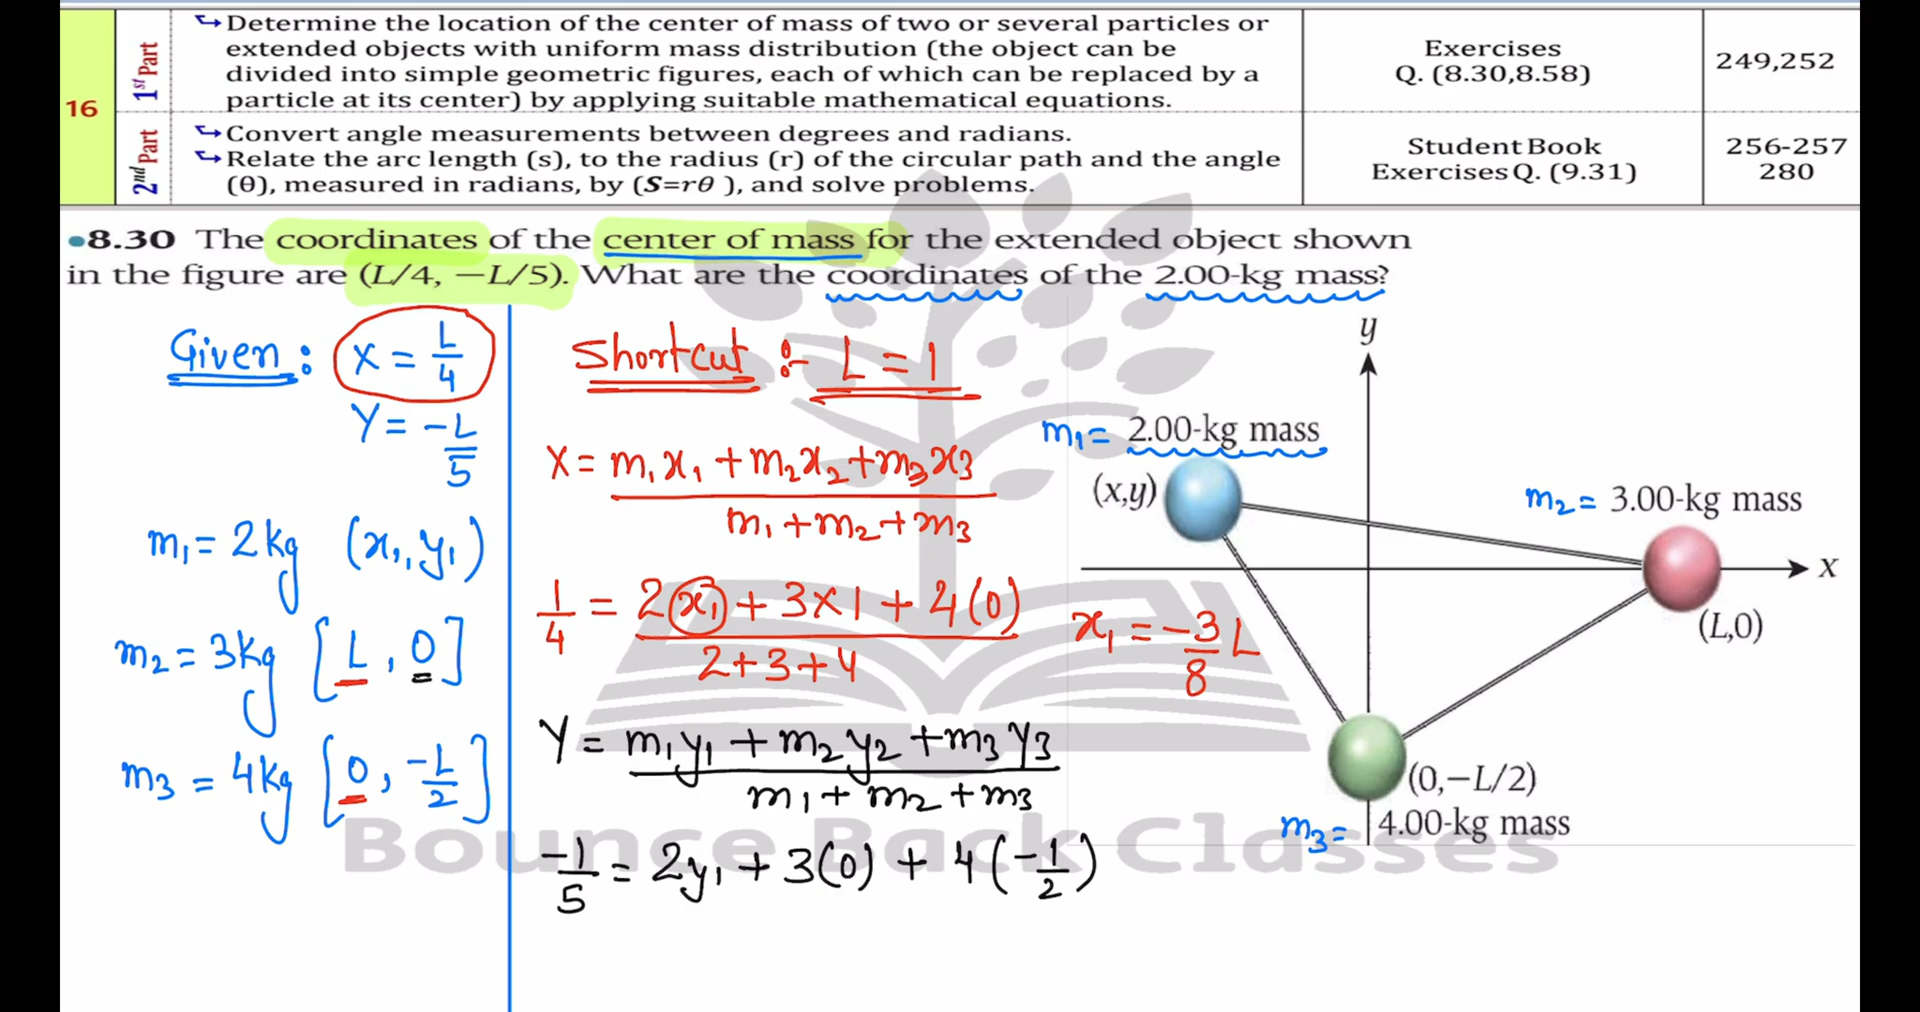 16
1st Part
↪Determine the location of the center of mass of two or several particles or
extended objects with uniform mass distribution (the object can be
divided into simple geometric figures, each of which can be replaced by a
particle at its center) by applying suitable mathematical equations.
Exercises
Q. (8.30,8.58)
249,252
2nd Part
↪Convert angle measurements between degrees and radians.
↪Relate the arc length (s), to the radius (r) of the circular path and the angle
(θ), measured in radians, by (S=rθ ), and solve problems.
Student Book
Exercises Q. (9.31)
256-257
280
•8.30 The coordinates of the center of mass for the extended object shown
in the figure are (L/4, −L/5). What are the coordinates of the 2.00-kg mass?
Given: X = L/4
Y = -L/5
m₁ = 2kg (x₁, y₁)
m₂ = 3kg [L, 0]
m₃ = 4kg [0, -L/2]
Shortcut :- L = 1
X = m₁x₁ + m₂x₂ + m₃x₃
m₁ + m₂ + m₃
1/4 = 2(x₁) + 3×1 + 4(0)
2+3+4
x₁ = -3/8 L
Y = m₁y₁ + m₂y₂ + m₃y₃
m₁ + m₂ + m₃
-1/5 = 2y₁ + 3(0) + 4(-1/2)
y
m₁ = 2.00-kg mass
(x,y)
m₂ = 3.00-kg mass
x
(L,0)
(0,−L/2)
m₃ = 4.00-kg mass
Bounce Back Classes